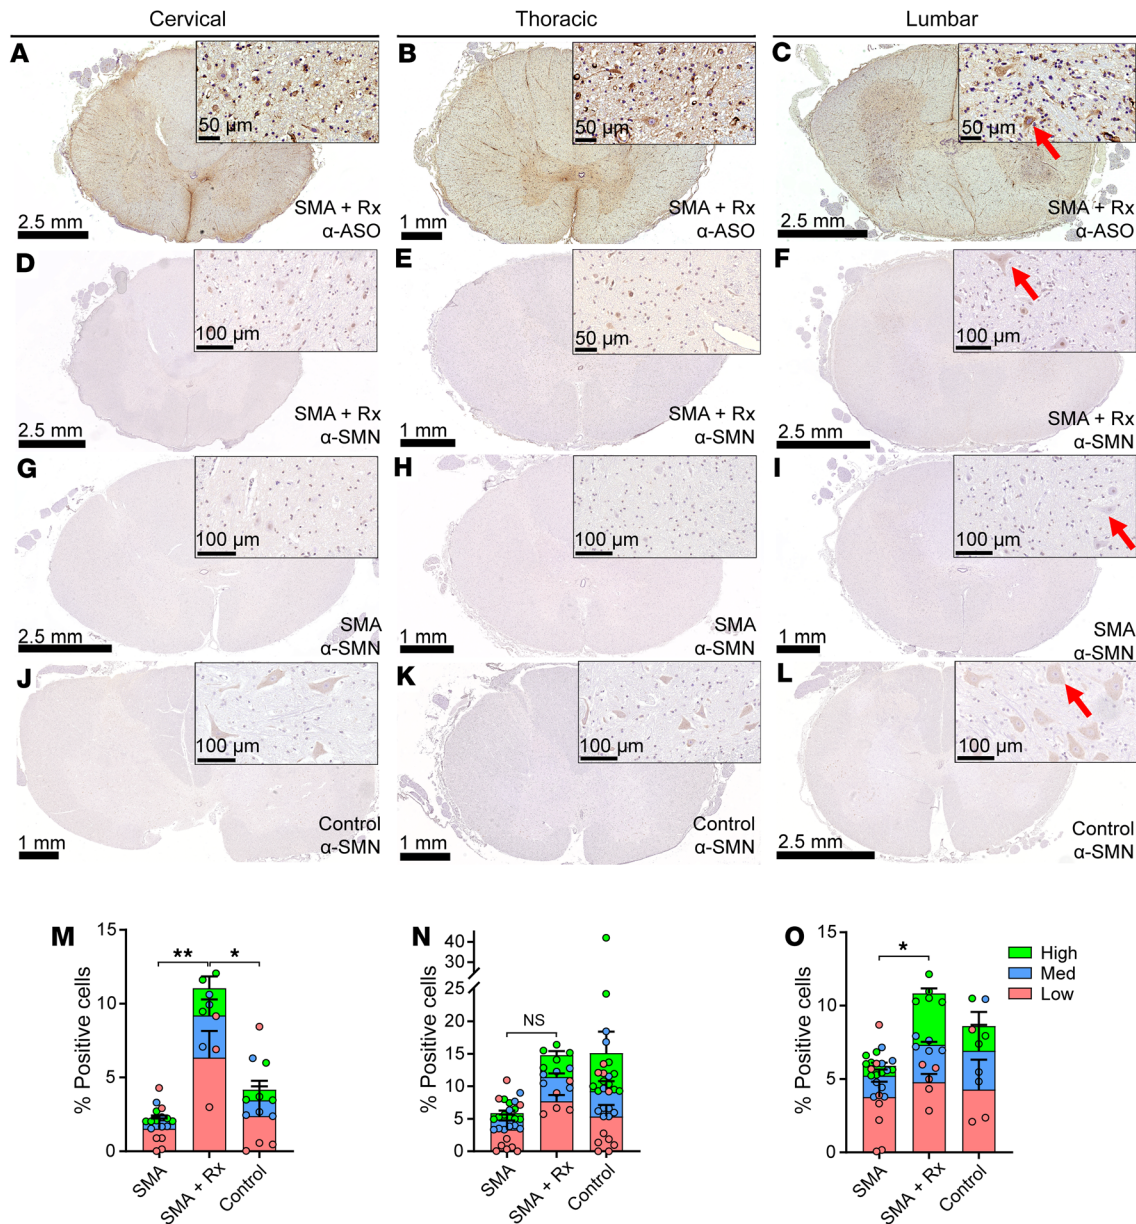 Cervical Thoracic Lumbar
A B C
50 µm 50 µm 50 µm
SMA + Rx SMA + Rx SMA + Rx
2.5 mm α-ASO 1 mm α-ASO 2.5 mm α-ASO
D E F
100 µm 50 µm 100 µm
SMA + Rx SMA + Rx SMA + Rx
2.5 mm α-SMN 1 mm α-SMN 2.5 mm α-SMN
G H I
100 µm 100 µm 100 µm
SMA SMA SMA
2.5 mm α-SMN 1 mm α-SMN 1 mm α-SMN
J K L
100 µm 100 µm 100 µm
Control Control Control
1 mm α-SMN 1 mm α-SMN 2.5 mm α-SMN
M
% Positive cells
15
10
5
0
** *
SMA SMA + Rx Control
N
% Positive cells
40
30
25
20
15
10
5
0
NS
SMA SMA + Rx Control
O
% Positive cells
15
10
5
0
*
SMA SMA + Rx Control
High
Med
Low